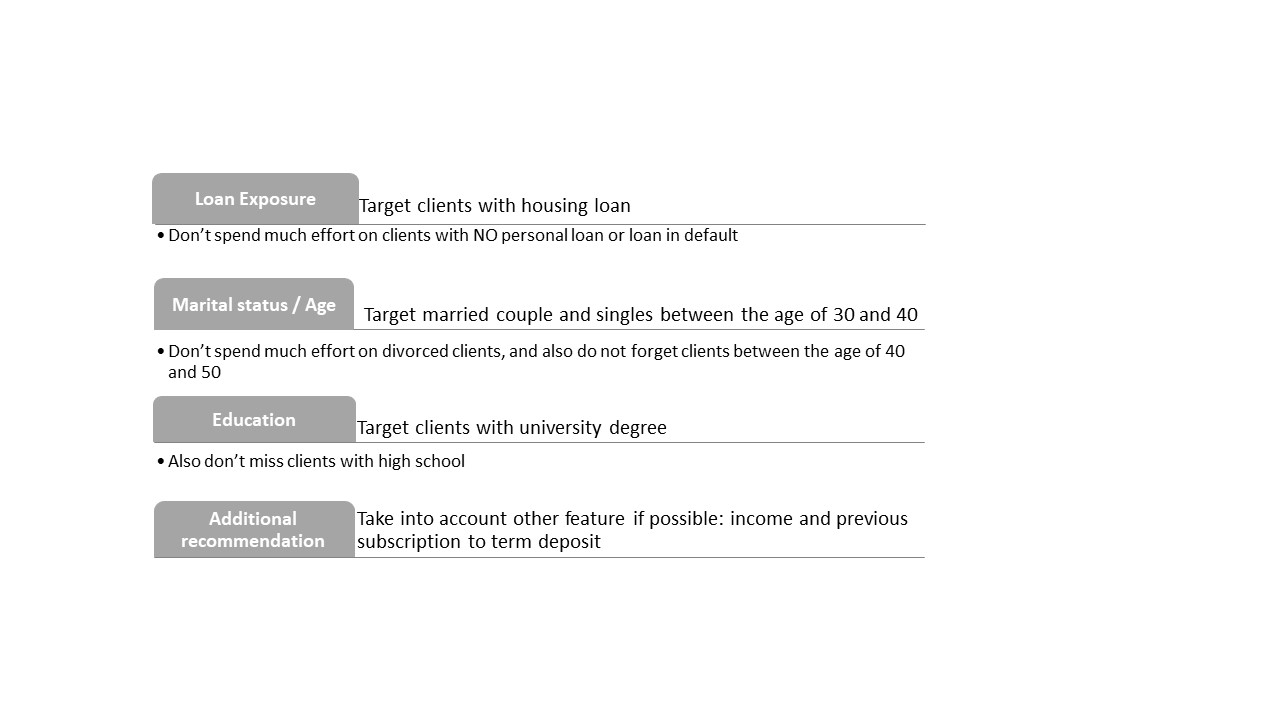 Loan Exposure
Target clients with housing loan
• Don’t spend much effort on clients with NO personal loan or loan in default
Marital status / Age
Target married couple and singles between the age of 30 and 40
• Don’t spend much effort on divorced clients, and also do not forget clients between the age of 40
and 50
Education
Target clients with university degree
• Also don’t miss clients with high school
Additional
recommendation
Take into account other feature if possible: income and previous
subscription to term deposit